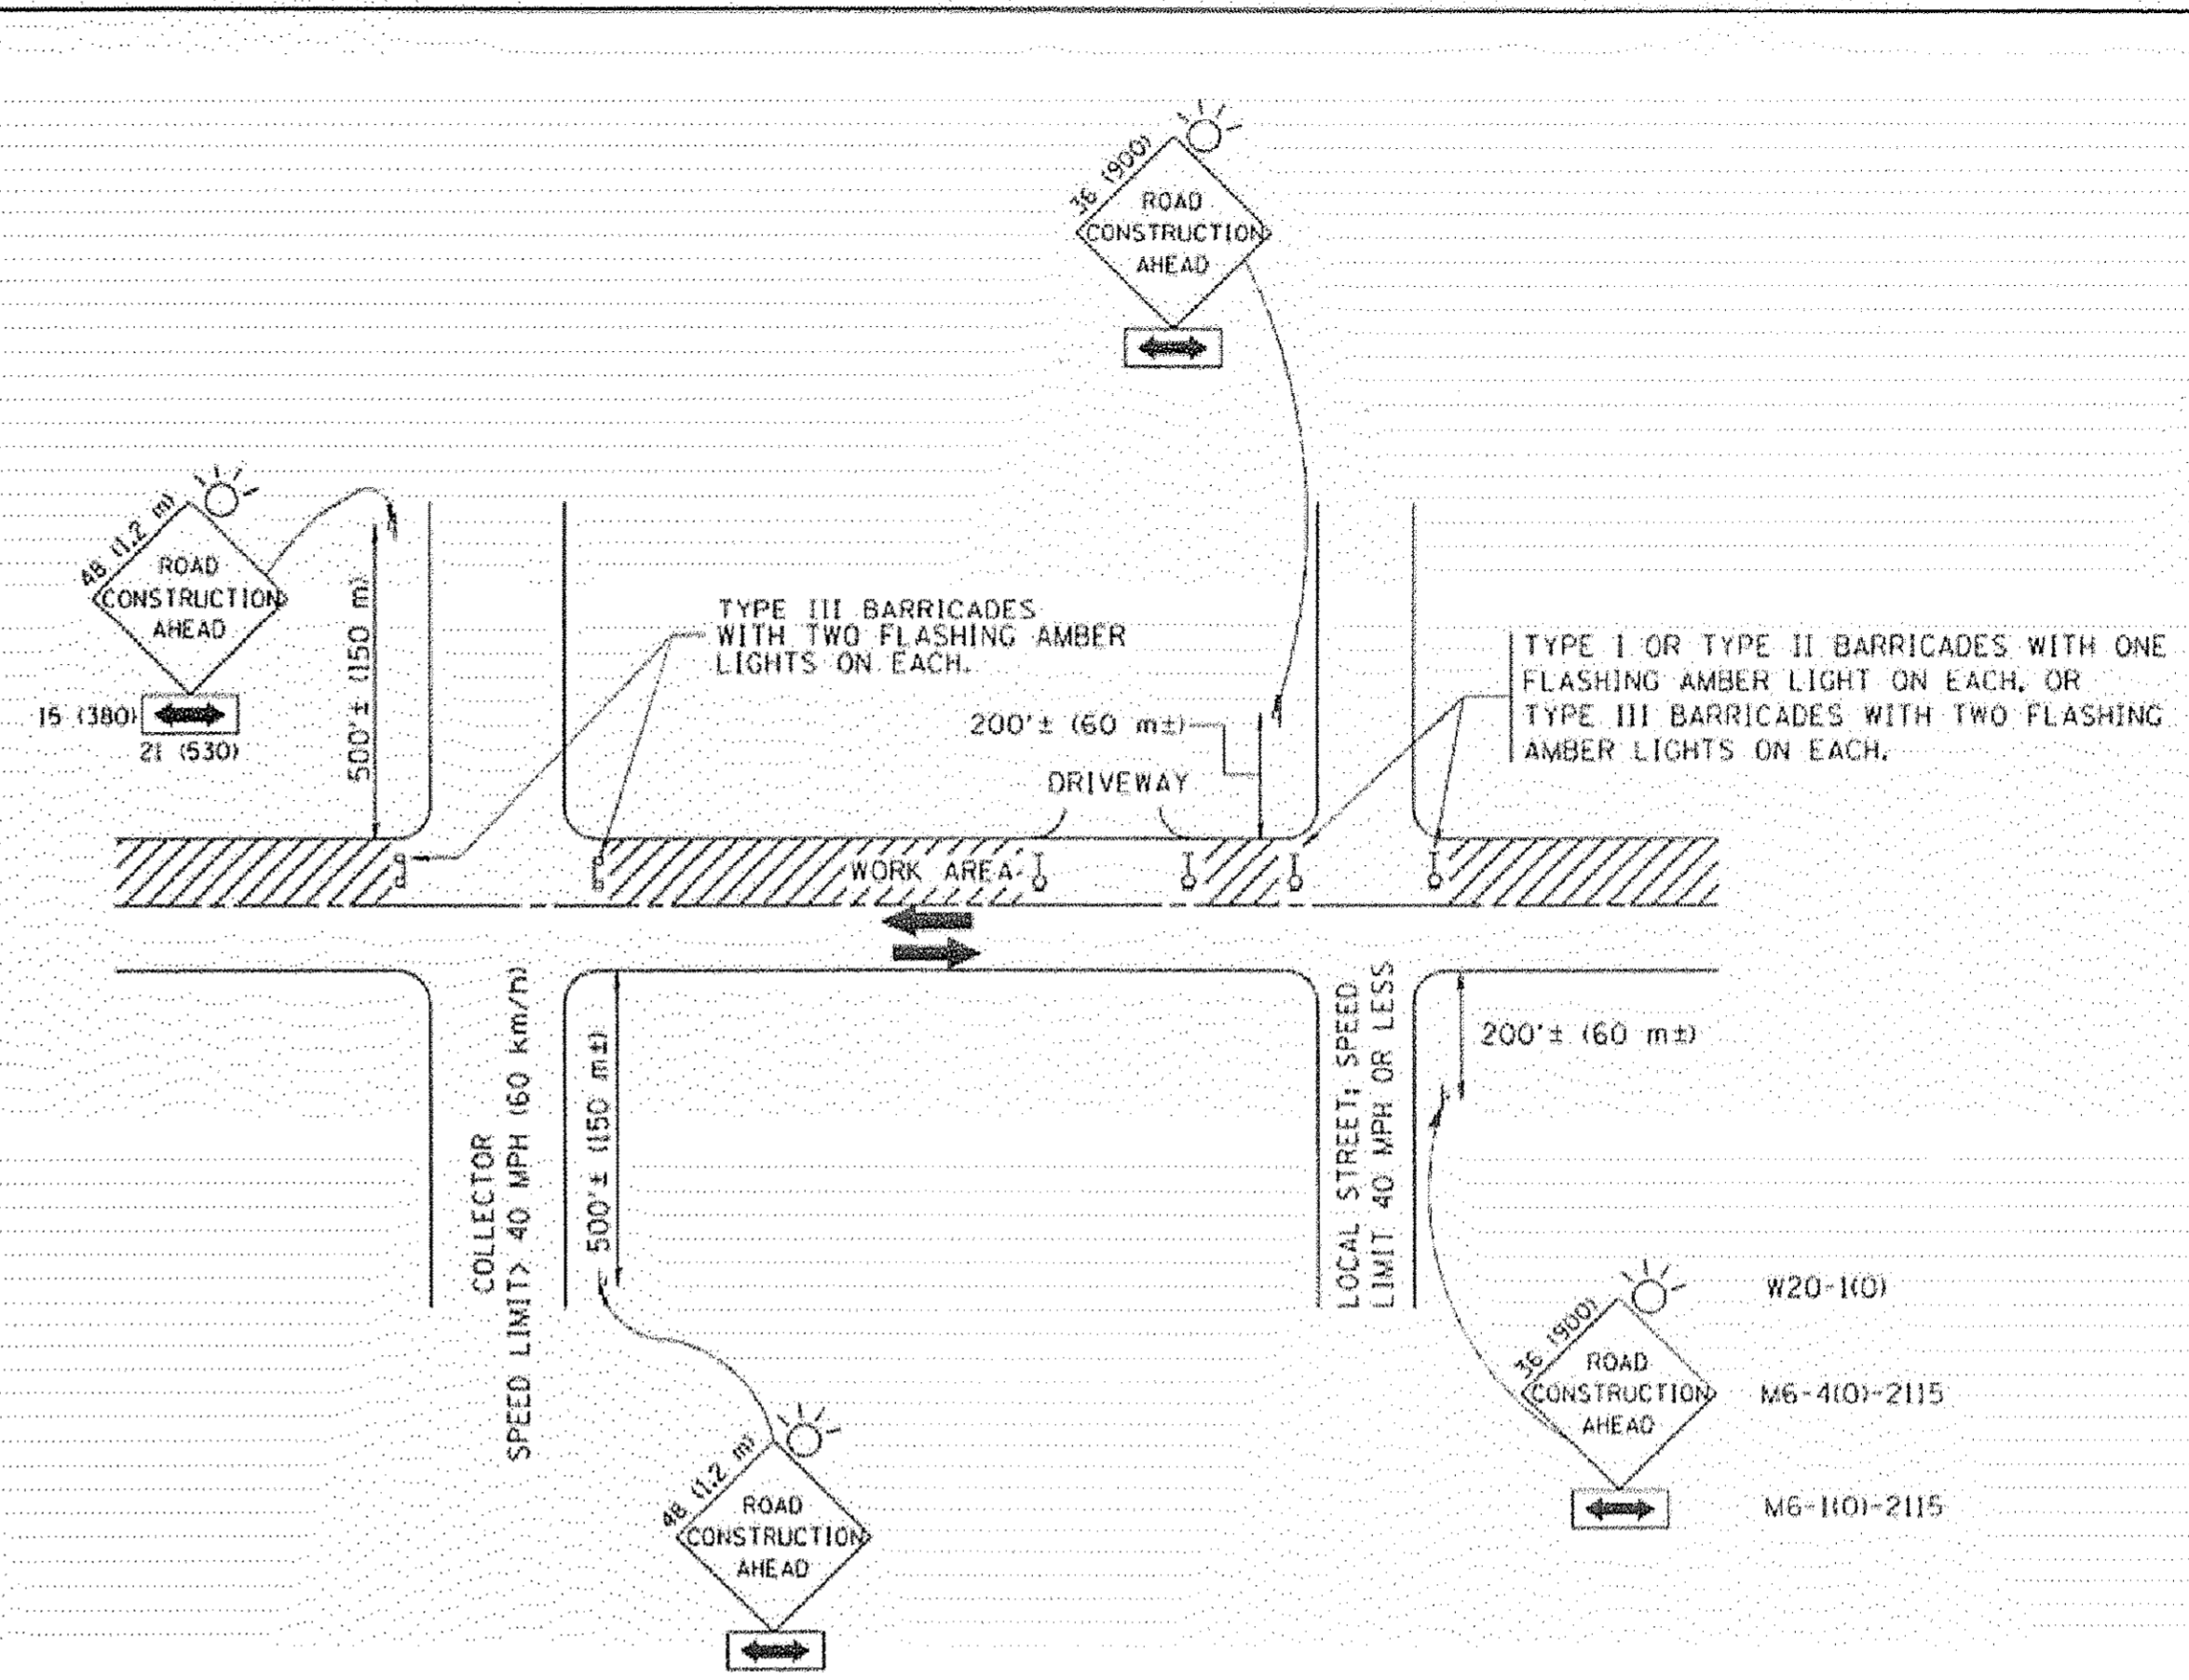 36 (900)
ROAD
CONSTRUCTION
AHEAD
48 (1.2 m)
ROAD
CONSTRUCTION
AHEAD
15 (380)
21 (530)
500'± (150 m)
TYPE III BARRICADES
WITH TWO FLASHING AMBER
LIGHTS ON EACH.
200'± (60 m±)
DRIVEWAY
TYPE I OR TYPE II BARRICADES WITH ONE
FLASHING AMBER LIGHT ON EACH, OR
TYPE III BARRICADES WITH TWO FLASHING
AMBER LIGHTS ON EACH.
WORK AREA
COLLECTOR
SPEED LIMIT> 40 MPH (60 km/h)
500'± (150 m±)
LOCAL STREET; SPEED
LIMIT 40 MPH OR LESS
200'± (60 m±)
36 (900)
ROAD
CONSTRUCTION
AHEAD
W20-1(O)
M6-4(O)-2115
M6-1(O)-2115
48 (1.2 m)
ROAD
CONSTRUCTION
AHEAD